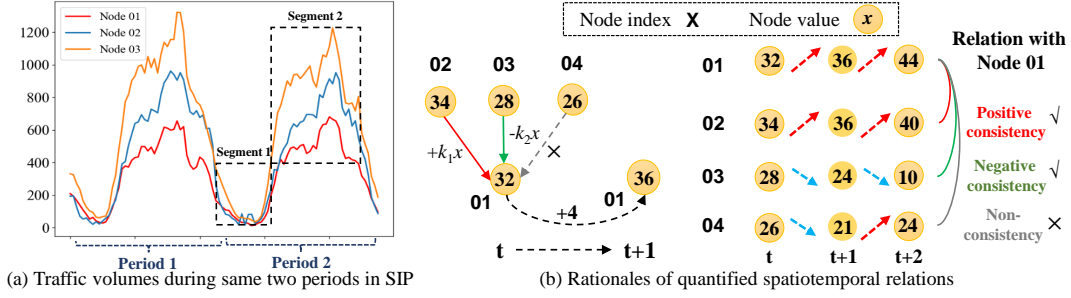 Node 01
Node 02
Node 03
Segment 2
Segment 1
1200
1000
800
600
400
200
0
Period 1
Period 2
(a) Traffic volumes during same two periods in SIP
Node index X Node value x
02 03 04
34 28 26
+k₁x -k₂x ×
32 36
01 01
+4
t t+1
01 32 36 44
02 34 36 40
03 28 24 10
04 26 21 24
t t+1 t+2
Relation with
Node 01
Positive
consistency √
Negative
consistency √
Non-
consistency ×
(b) Rationales of quantified spatiotemporal relations